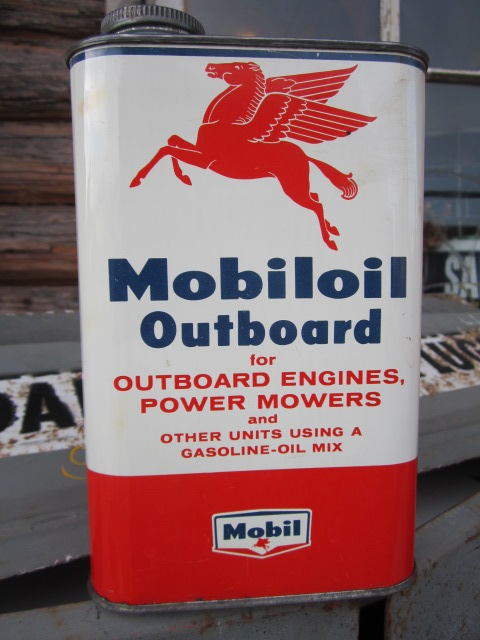 Mobiloil
Outboard
for
OUTBOARD ENGINES,
POWER MOWERS
and
OTHER UNITS USING A
GASOLINE-OIL MIX
Mobil